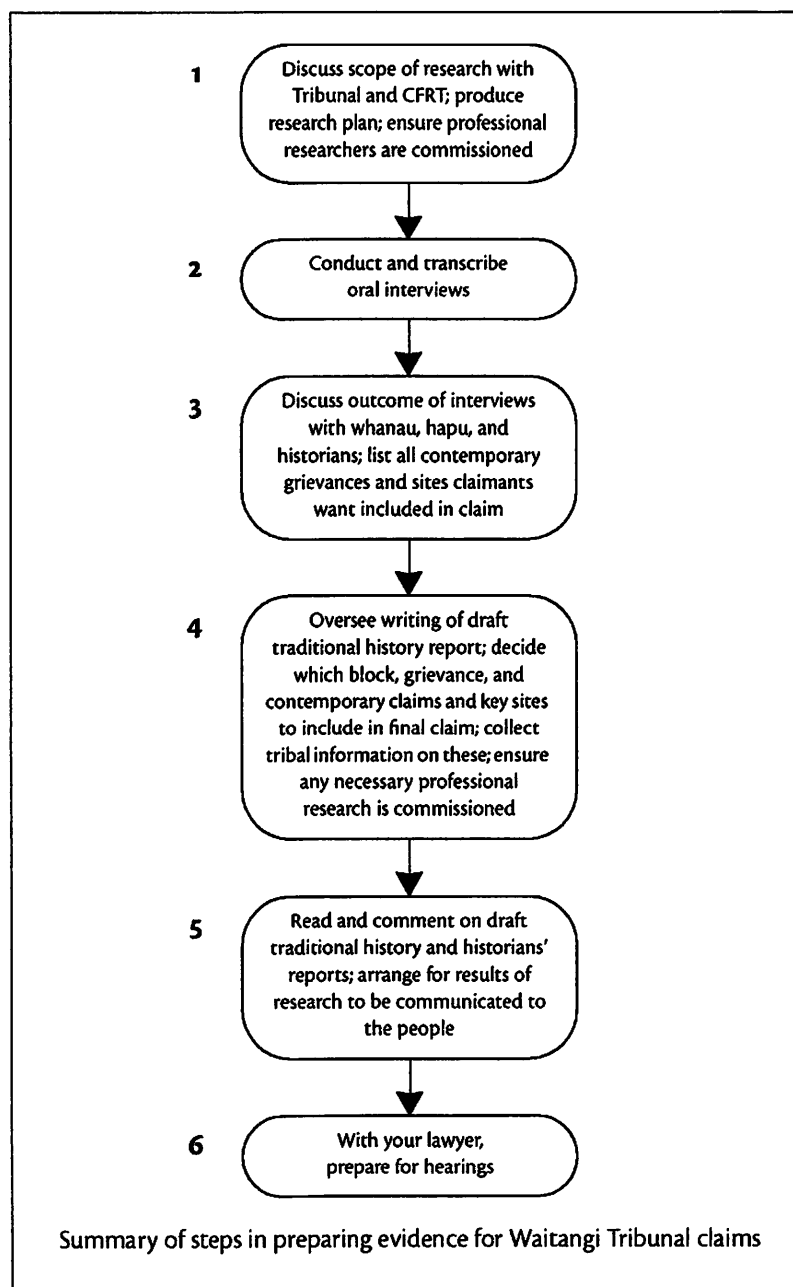 1
Discuss scope of research with
Tribunal and CFRT; produce
research plan; ensure professional
researchers are commissioned
2
Conduct and transcribe
oral interviews
3
Discuss outcome of interviews
with whanau, hapu, and
historians; list all contemporary
grievances and sites claimants
want included in claim
4
Oversee writing of draft
traditional history report; decide
which block, grievance, and
contemporary claims and key sites
to include in final claim; collect
tribal information on these; ensure
any necessary professional
research is commissioned
5
Read and comment on draft
traditional history and historians'
reports; arrange for results of
research to be communicated to
the people
6
With your lawyer,
prepare for hearings
Summary of steps in preparing evidence for Waitangi Tribunal claims